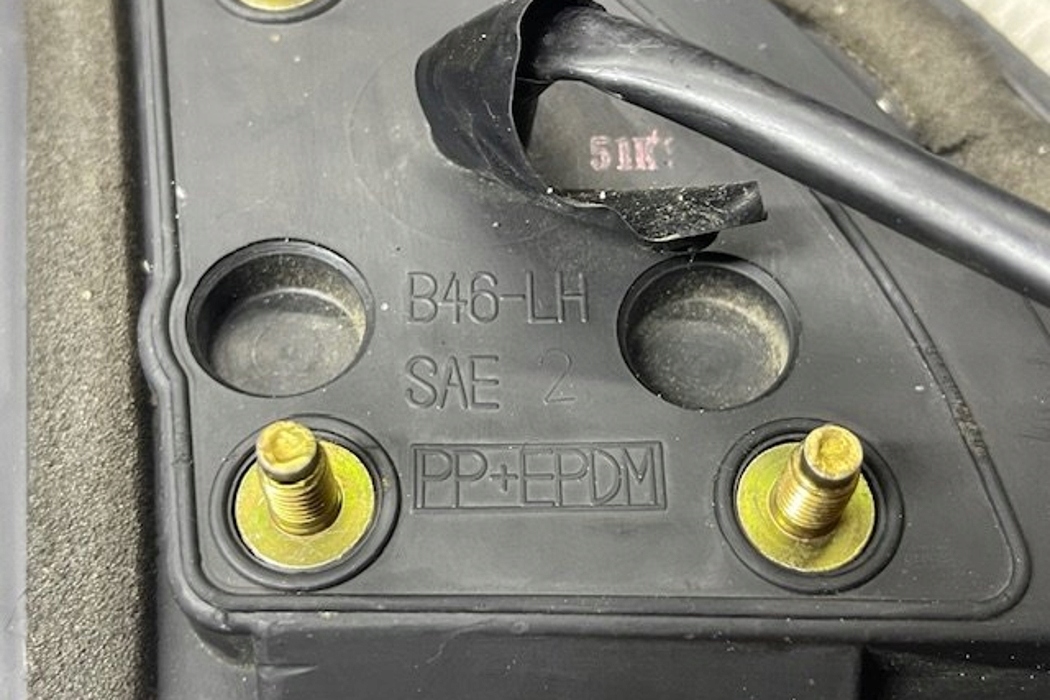 51K
B46-LH
SAE 2
PP+EPDM